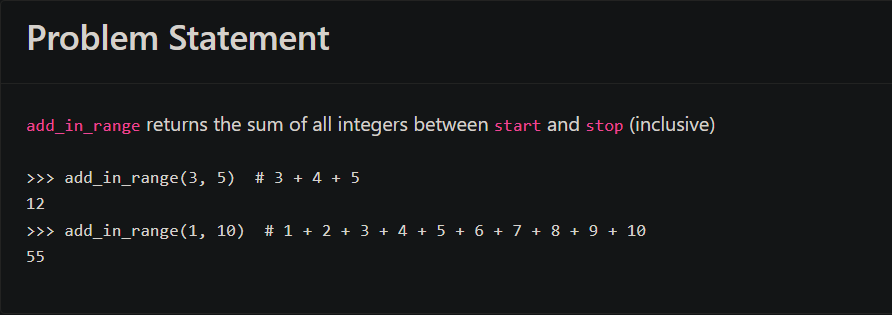 Problem Statement
add_in_range returns the sum of all integers between start and stop (inclusive)
>>> add_in_range(3, 5)  # 3 + 4 + 5
12
>>> add_in_range(1, 10)  # 1 + 2 + 3 + 4 + 5 + 6 + 7 + 8 + 9 + 10
55